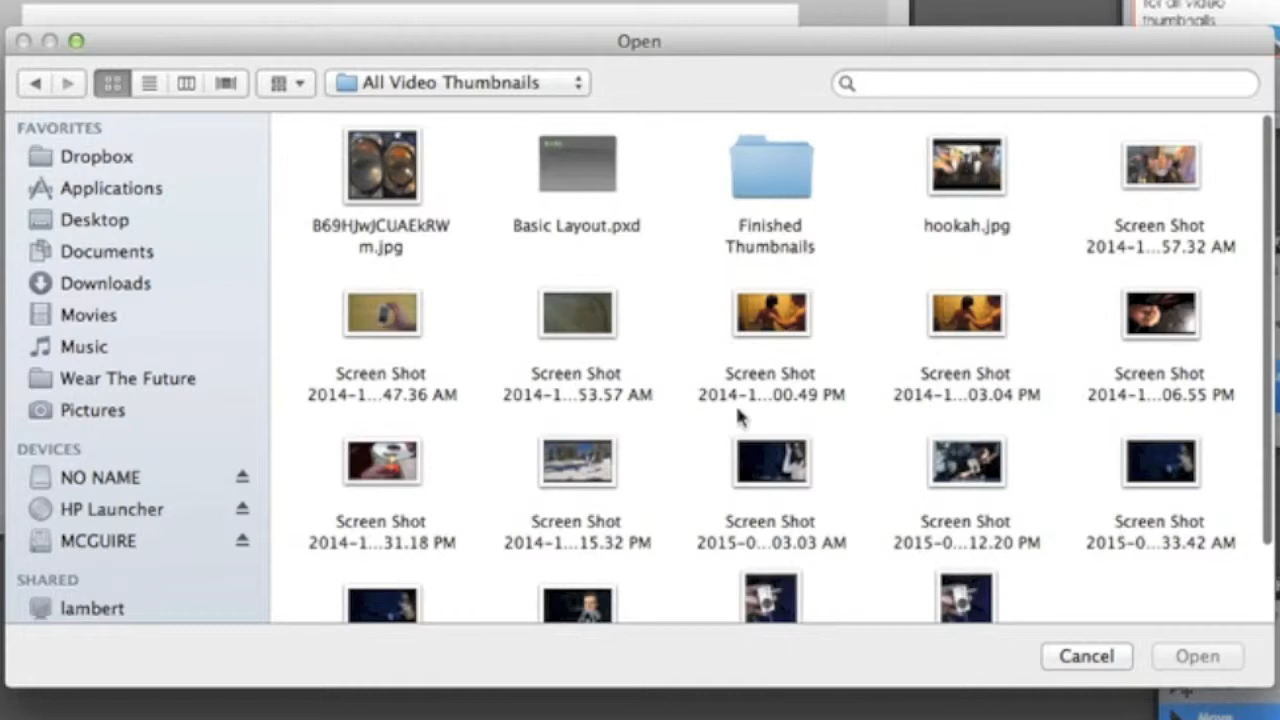 for all video
thumbnails
Open
All Video Thumbnails
FAVORITES
Dropbox
Applications
Desktop
Documents
Downloads
Movies
Music
Wear The Future
Pictures
DEVICES
NO NAME
HP Launcher
MCGUIRE
SHARED
lambert
B69HJwJCUAEkRW
m.jpg
Basic Layout.pxd
Finished
Thumbnails
hookah.jpg
Screen Shot
2014-1...57.32 AM
Screen Shot
2014-1...47.36 AM
Screen Shot
2014-1...53.57 AM
Screen Shot
2014-1...00.49 PM
Screen Shot
2014-1...03.04 PM
Screen Shot
2014-1...06.55 PM
Screen Shot
2014-1...31.18 PM
Screen Shot
2014-1...15.32 PM
Screen Shot
2015-0...03.03 AM
Screen Shot
2015-0...12.20 PM
Screen Shot
2015-0...33.42 AM
Cancel
Open